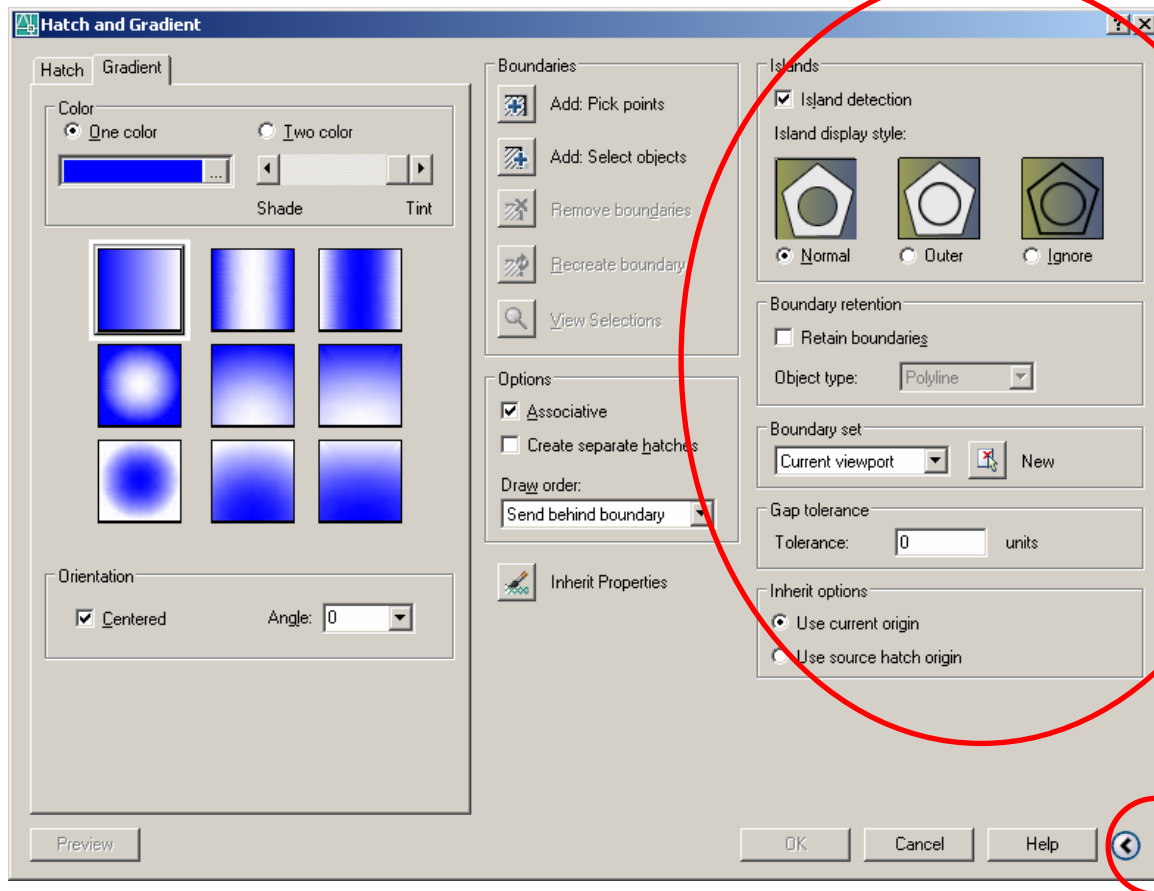 Hatch and Gradient
Hatch
Gradient
Color
One color
Two color
...
Shade
Tint
Orientation
Centered
Angle:
0
Preview
Boundaries
Add: Pick points
Add: Select objects
Remove boundaries
Recreate boundary
View Selections
Options
Associative
Create separate hatches
Draw order:
Send behind boundary
Inherit Properties
Islands
Island detection
Island display style:
Normal
Outer
Ignore
Boundary retention
Retain boundaries
Object type:
Polyline
Boundary set
Current viewport
New
Gap tolerance
Tolerance:
0
units
Inherit options
Use current origin
Use source hatch origin
OK
Cancel
Help